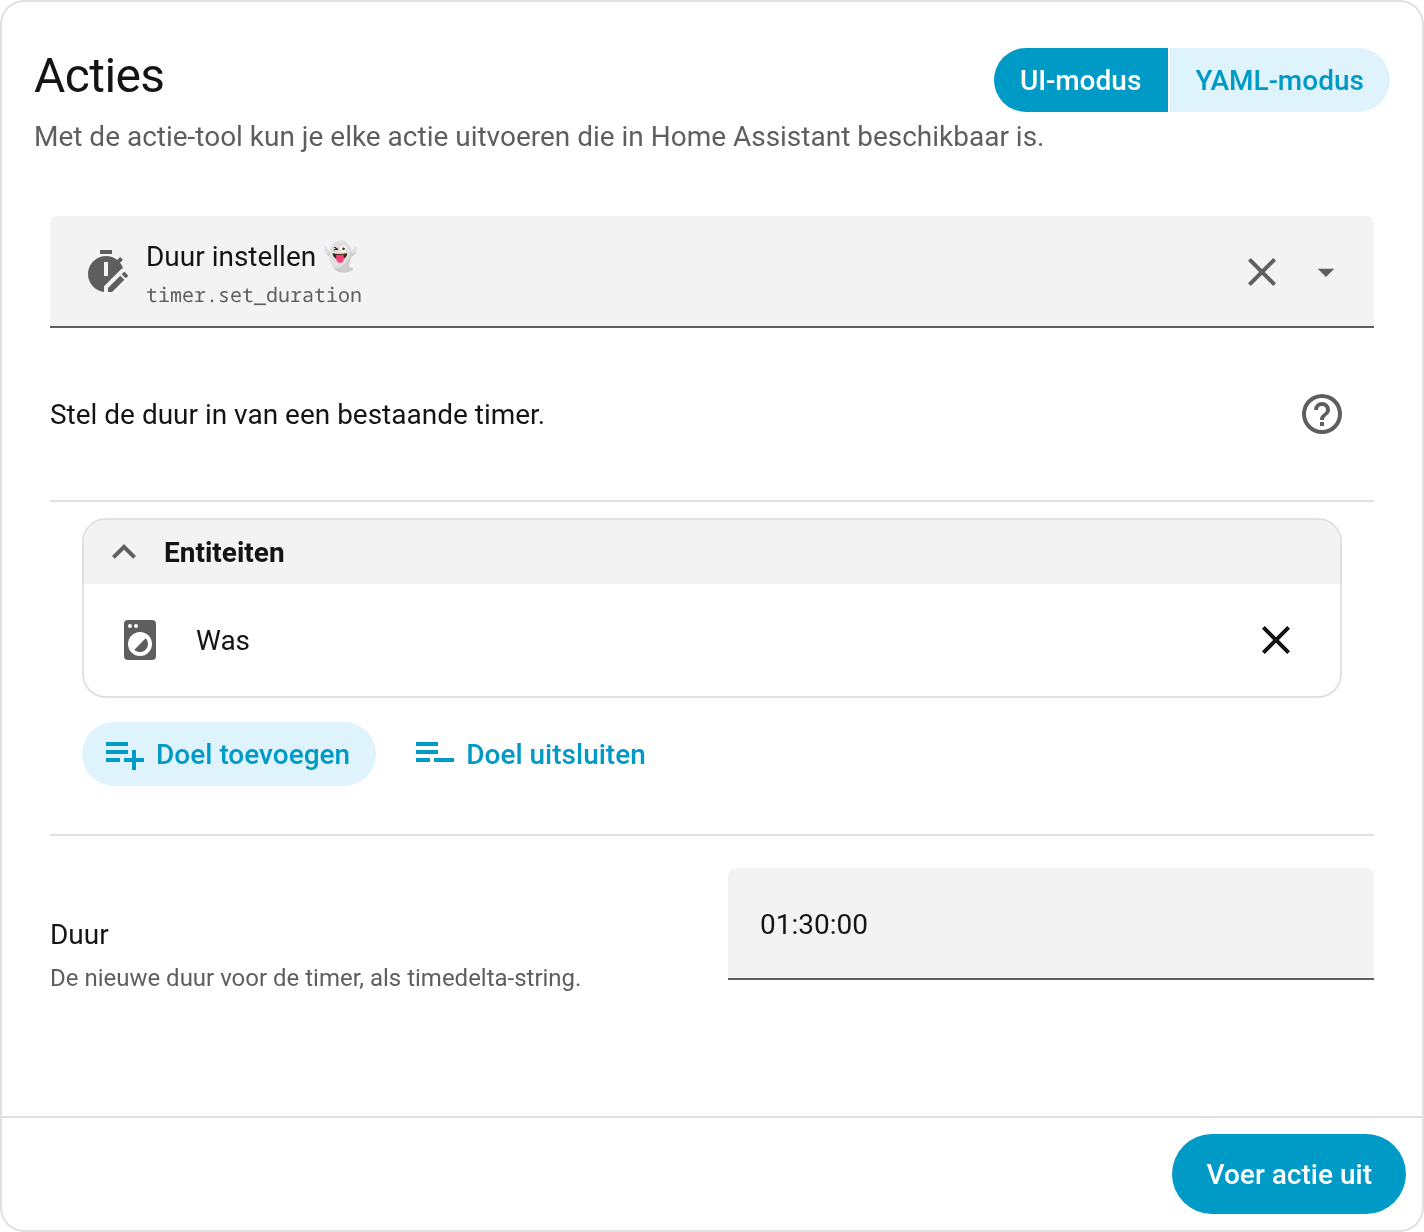 Acties
UI-modus
YAML-modus
Met de actie-tool kun je elke actie uitvoeren die in Home Assistant beschikbaar is.
Duur instellen 👻
timer.set_duration
Stel de duur in van een bestaande timer.
Entiteiten
Was
Doel toevoegen
Doel uitsluiten
Duur
De nieuwe duur voor de timer, als timedelta-string.
01:30:00
Voer actie uit